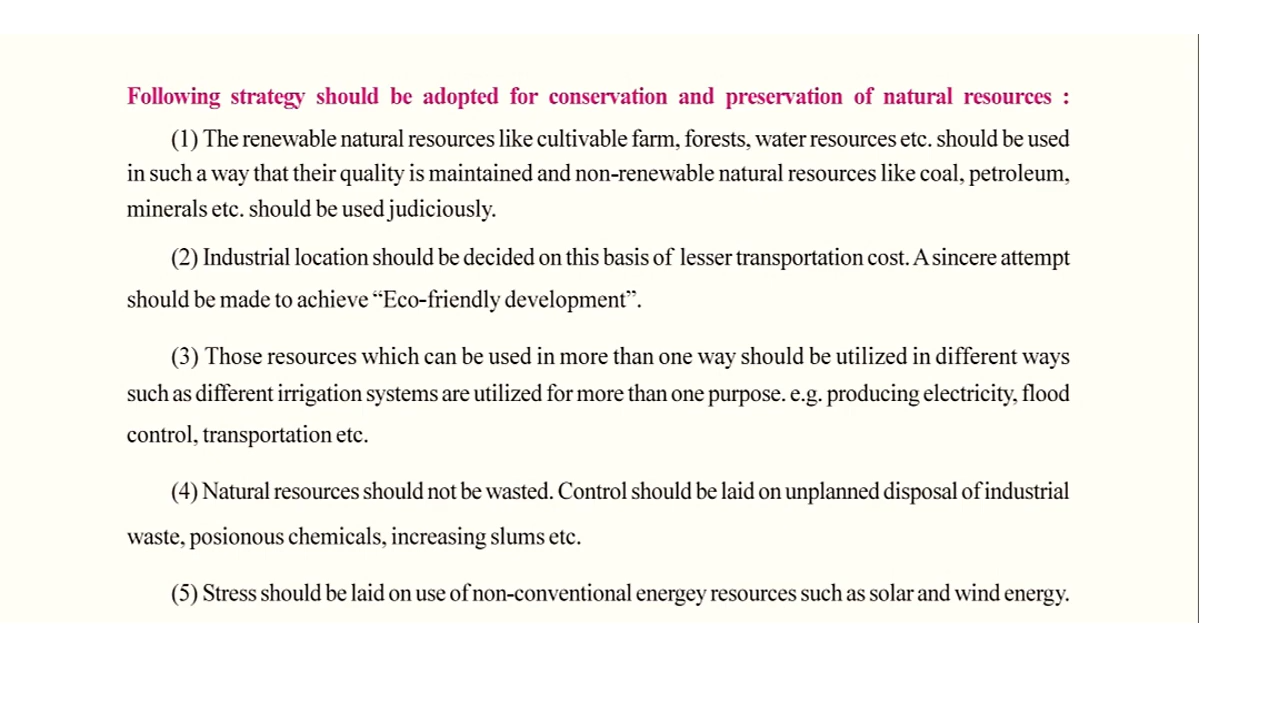 Following strategy should be adopted for conservation and preservation of natural resources :
(1) The renewable natural resources like cultivable farm, forests, water resources etc. should be used
in such a way that their quality is maintained and non-renewable natural resources like coal, petroleum,
minerals etc. should be used judiciously.
(2) Industrial location should be decided on this basis of lesser transportation cost. A sincere attempt
should be made to achieve “Eco-friendly development”.
(3) Those resources which can be used in more than one way should be utilized in different ways
such as different irrigation systems are utilized for more than one purpose. e.g. producing electricity, flood
control, transportation etc.
(4) Natural resources should not be wasted. Control should be laid on unplanned disposal of industrial
waste, posionous chemicals, increasing slums etc.
(5) Stress should be laid on use of non-conventional energey resources such as solar and wind energy.